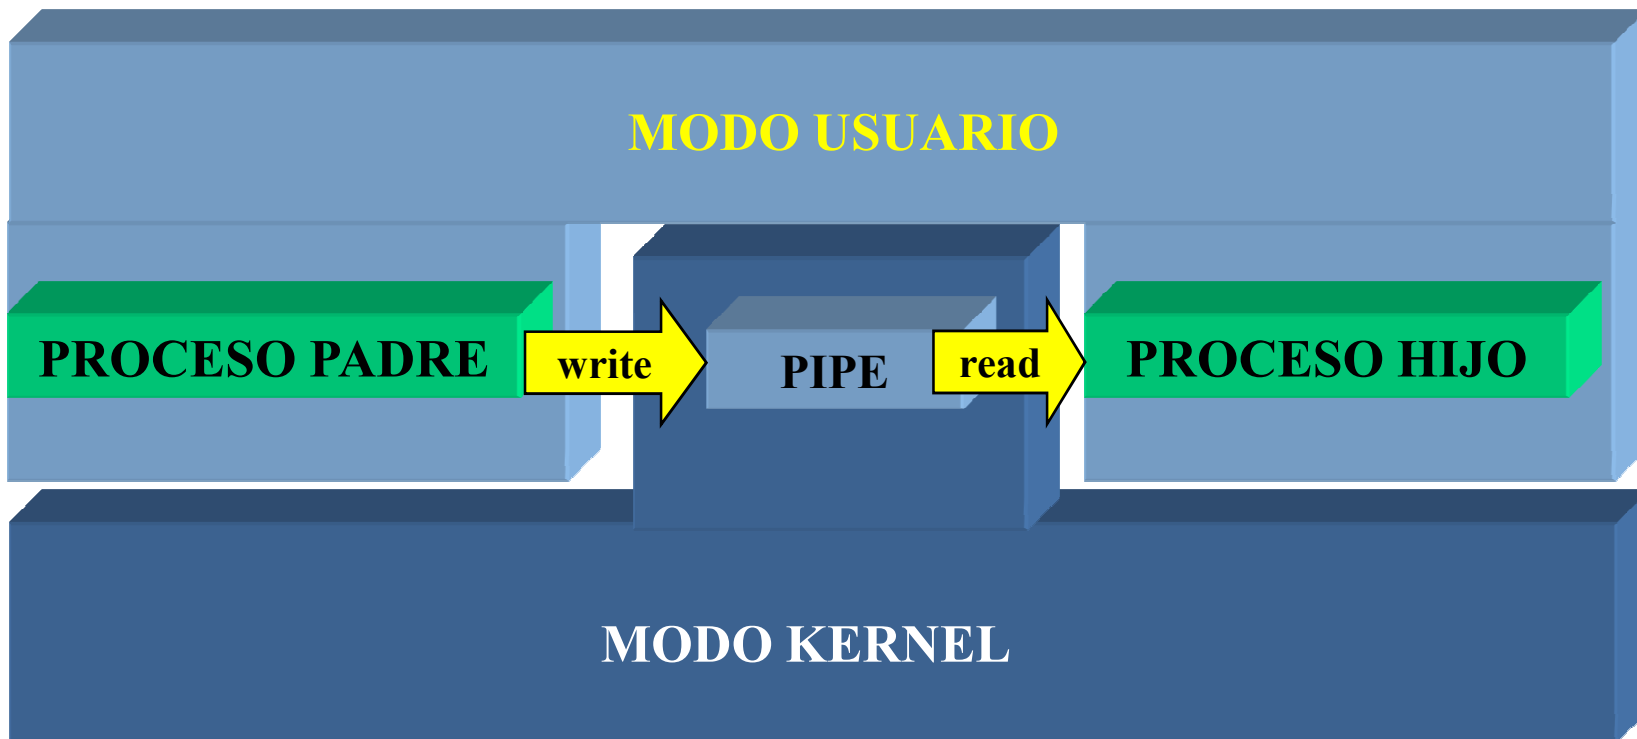 MODO USUARIO
PROCESO PADRE
write
PIPE
read
PROCESO HIJO
MODO KERNEL